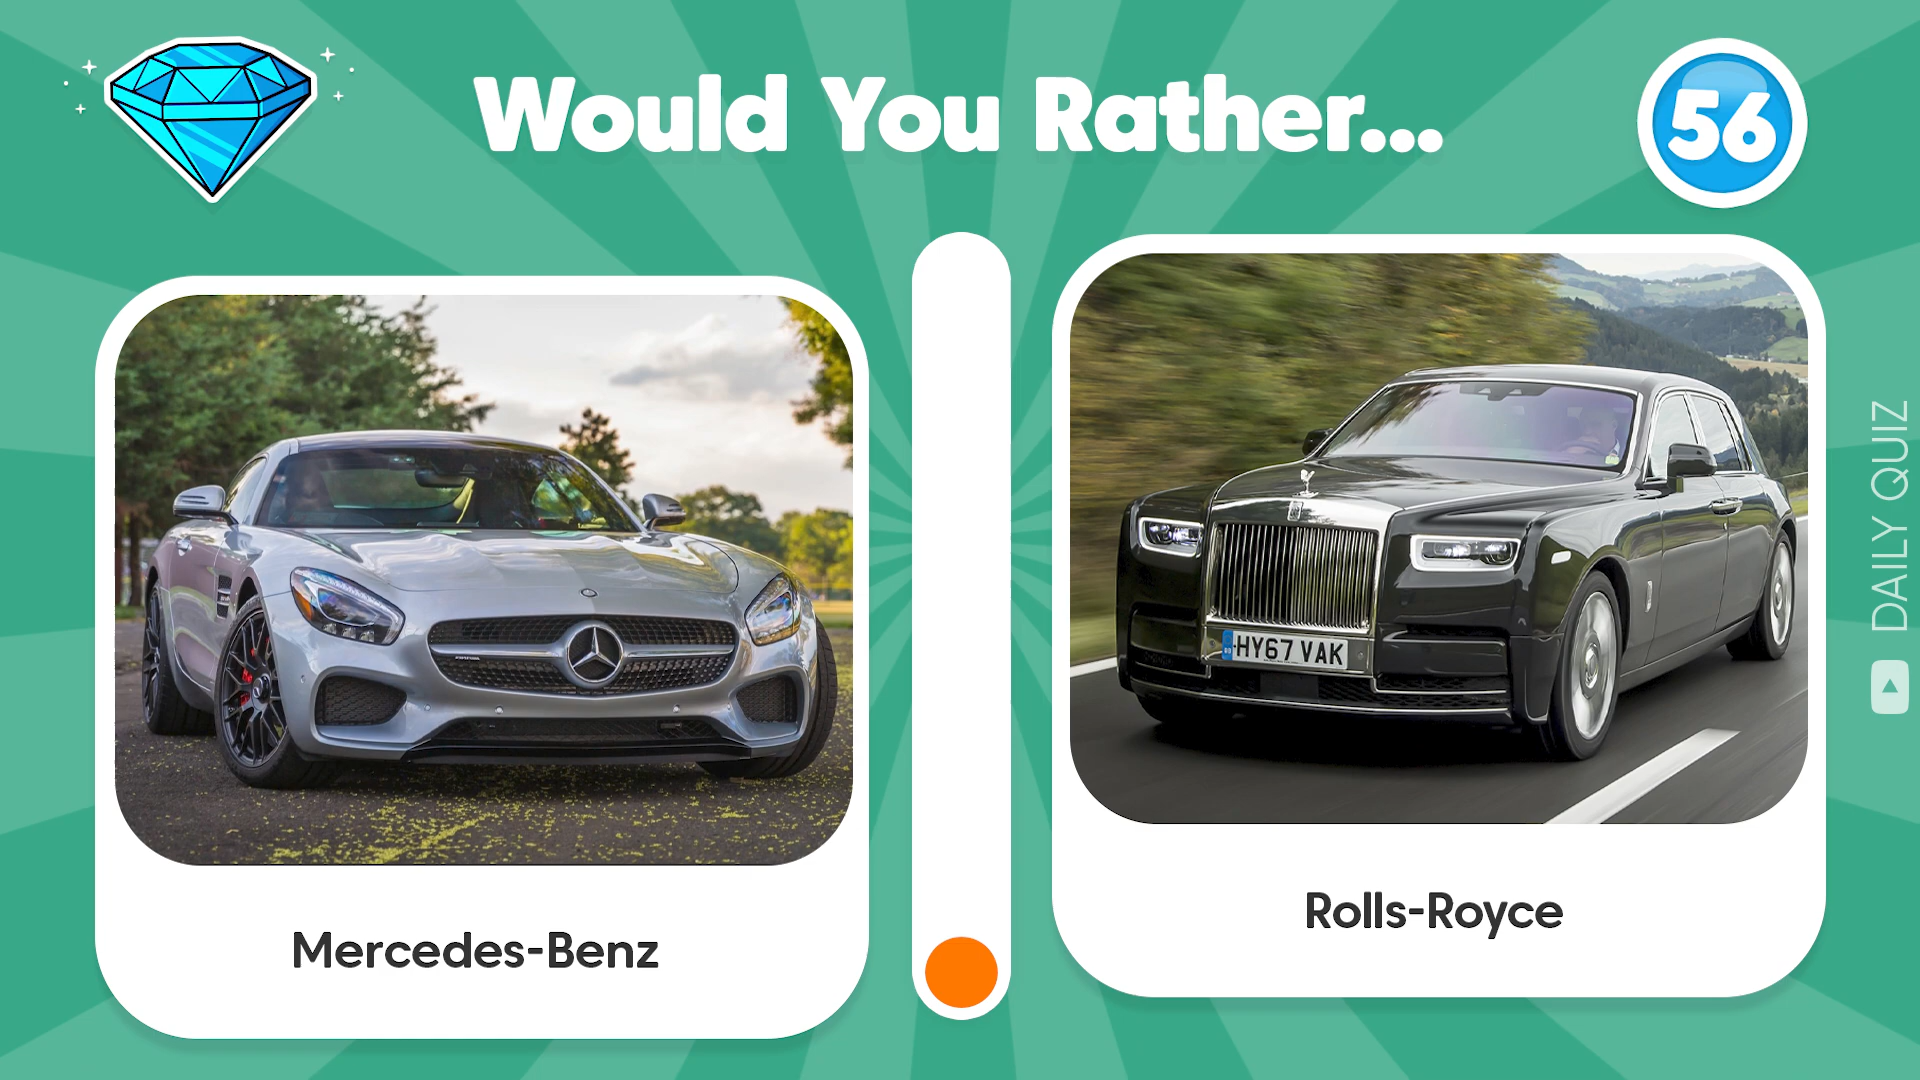 Would You Rather...
56
HY67 VAK
Mercedes-Benz
Rolls-Royce
DAILY QUIZ